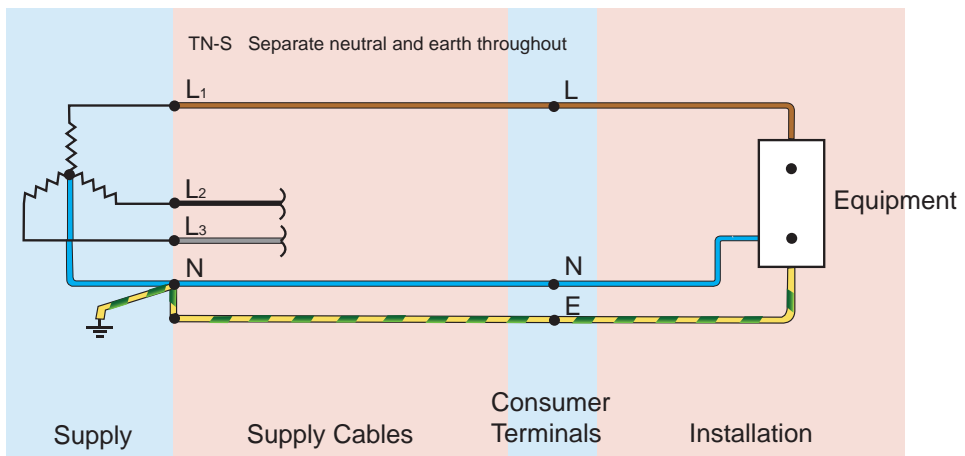 TN-S Separate neutral and earth throughout
L1
L
L2
Equipment
L3
N
N
E
Supply
Supply Cables
Consumer
Terminals
Installation